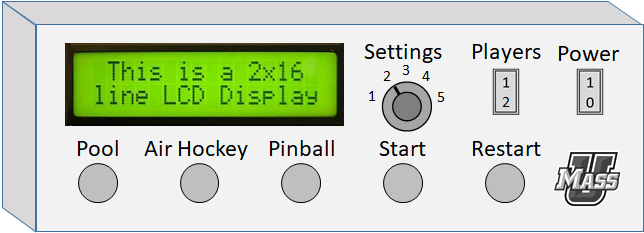 This is a 2x16
line LCD Display
Settings
1 2 3 4 5
Players
1
2
Power
1
0
Pool
Air Hockey
Pinball
Start
Restart
U
MASS